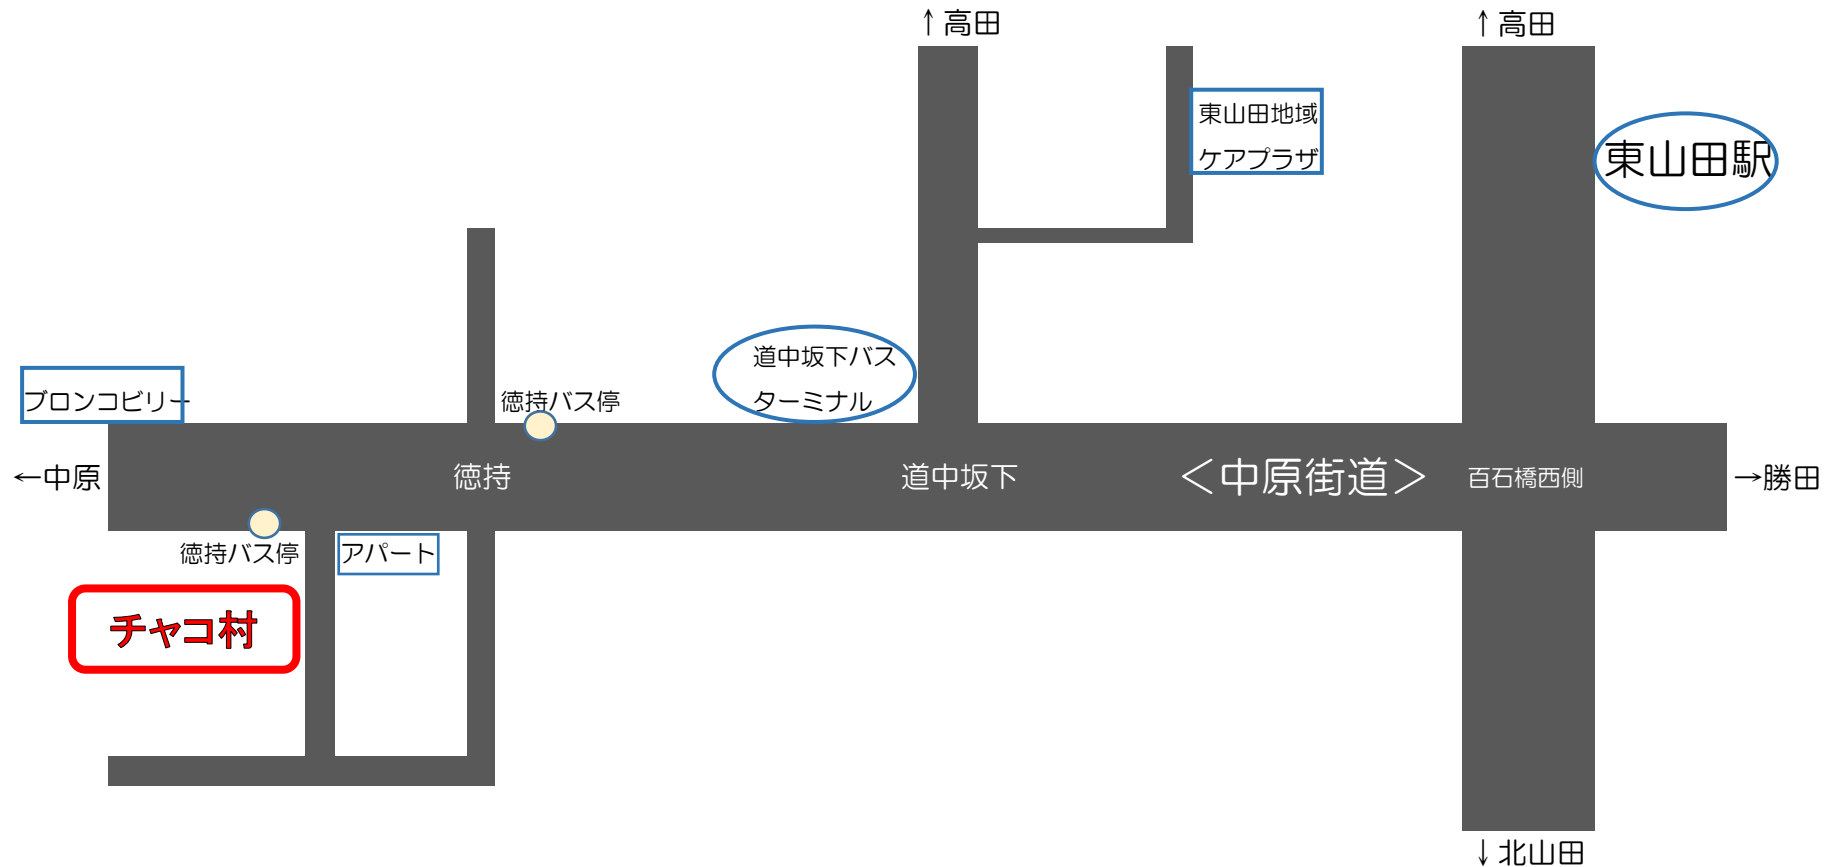 ↑高田
↑高田
東山田地域
ケアプラザ
東山田駅
道中坂下バス
ターミナル
ブロンコビリー
徳持バス停
←中原
徳持
道中坂下
＜中原街道＞
百石橋西側
→勝田
徳持バス停
アパート
チャコ村
↓北山田